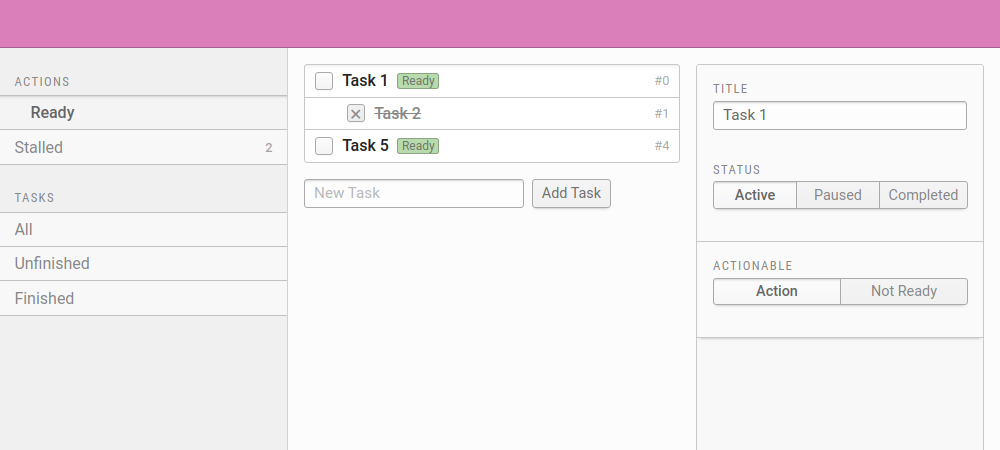 ACTIONS
Ready
Stalled 2
TASKS
All
Unfinished
Finished
Task 1 Ready #0
Task 2 #1
Task 5 Ready #4
New Task Add Task
TITLE
Task 1
STATUS
Active Paused Completed
ACTIONABLE
Action Not Ready